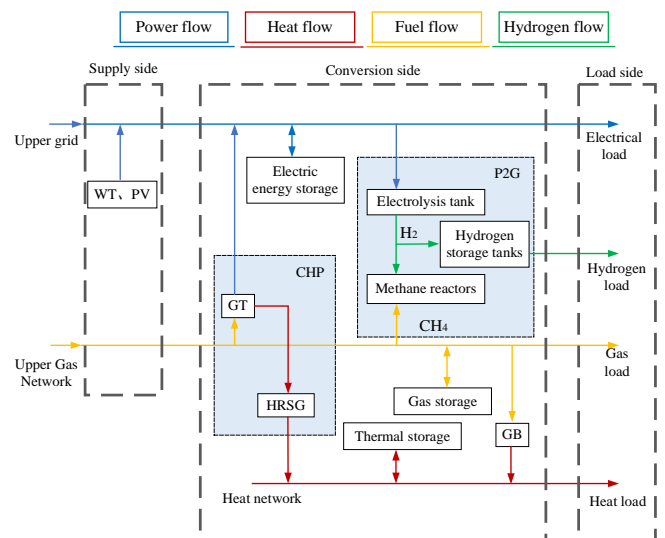 Power flow
Heat flow
Fuel flow
Hydrogen flow
Supply side
Conversion side
Load side
Upper grid
Electrical
load
WT、PV
Electric
energy storage
P2G
Electrolysis tank
H2
Hydrogen
storage tanks
Hydrogen
load
Methane reactors
CHP
GT
CH4
Upper Gas
Network
Gas
load
HRSG
Gas storage
Thermal storage
GB
Heat network
Heat load